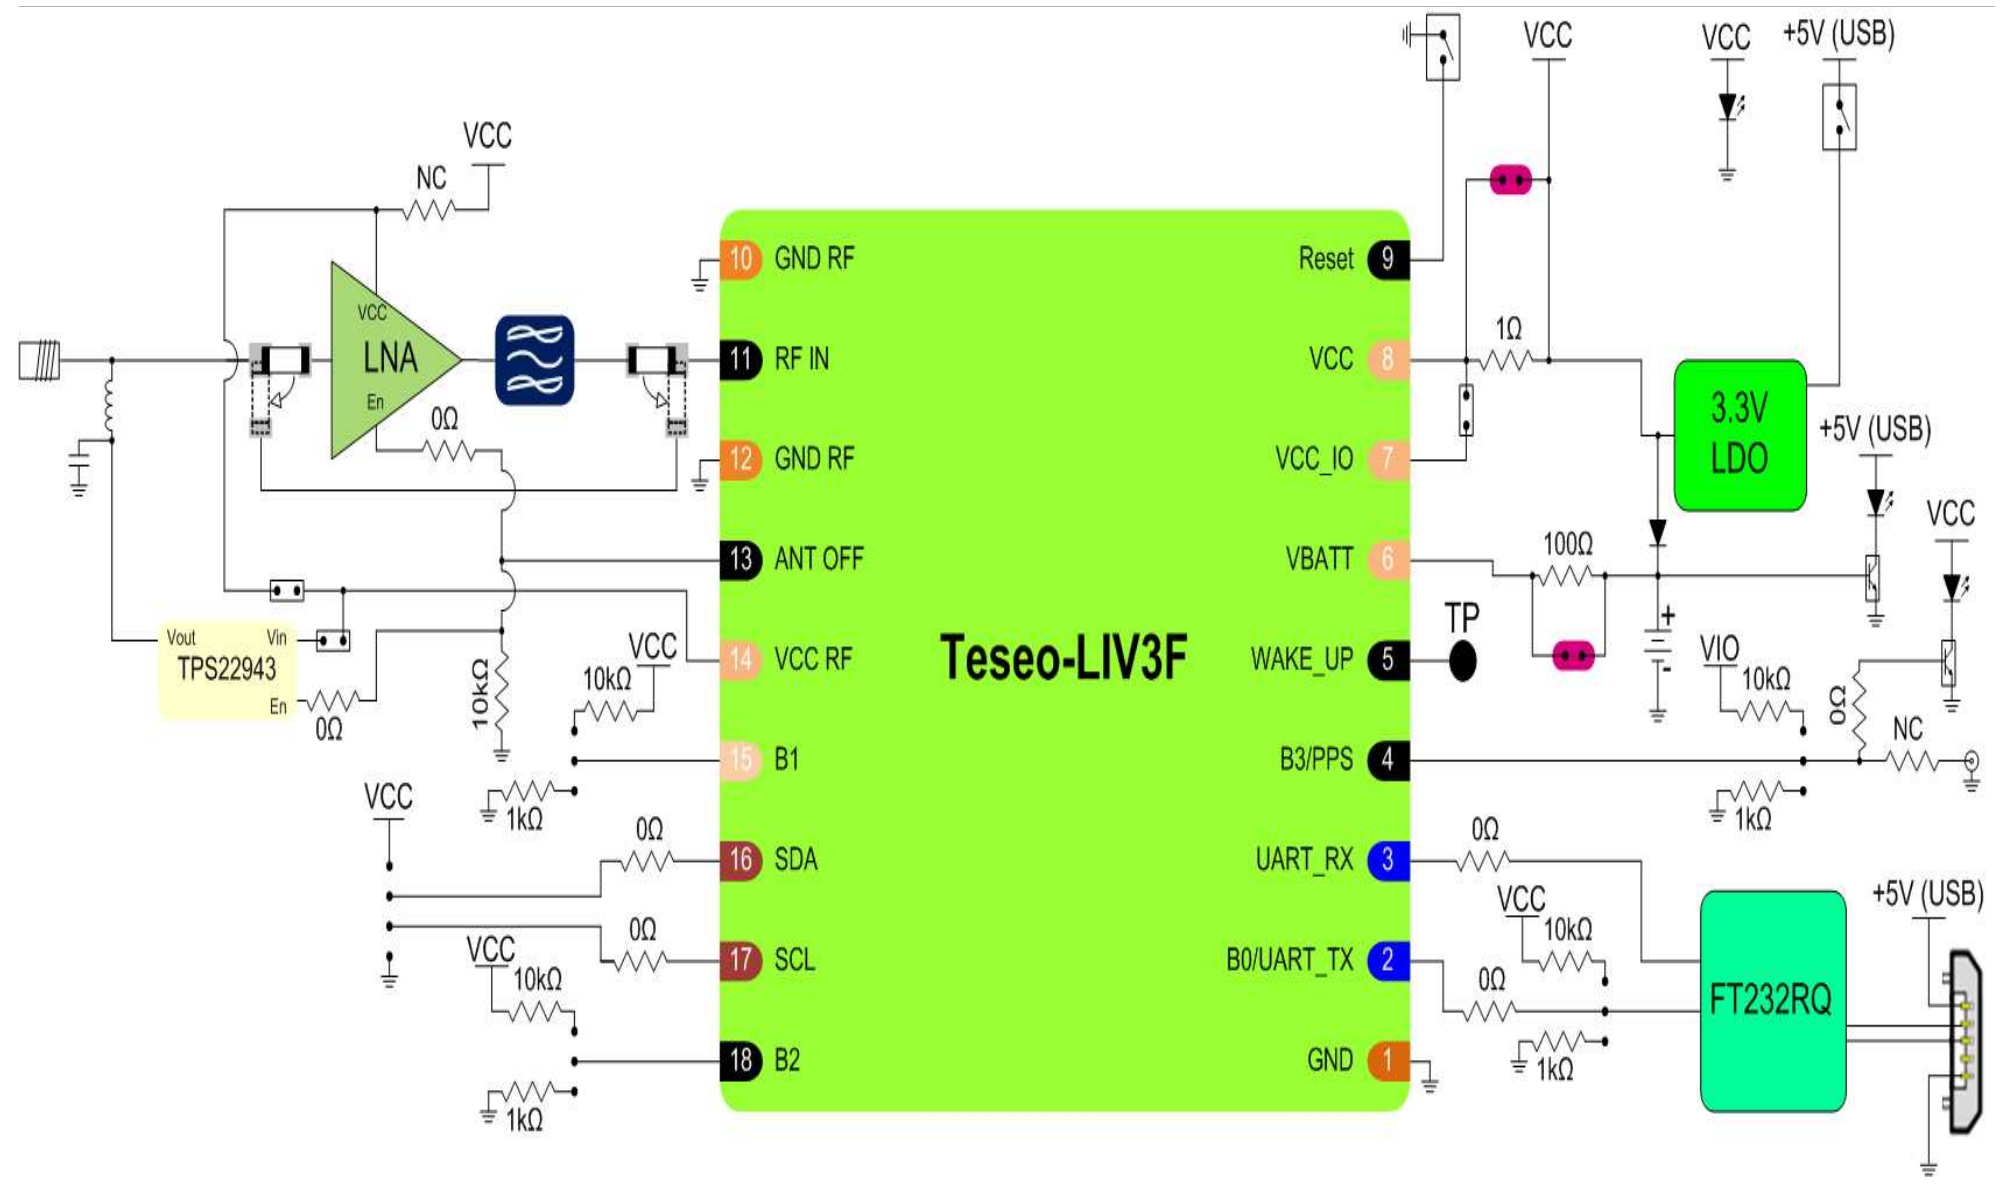 VCC
VCC
+5V (USB)
VCC
NC
10 GND RF
Reset 9
VCC
LNA
En
11 RF IN
1Ω
VCC 8
3.3V
LDO
0Ω
12 GND RF
VCC_IO 7
+5V (USB)
VCC
13 ANT OFF
VBATT 6
100Ω
Vout
Vin
TPS22943
En
0Ω
10kΩ
VCC
10kΩ
14 VCC RF
Teseo-LIV3F
WAKE_UP 5
TP
+
-
VIO
10kΩ
0Ω
NC
15 B1
1kΩ
B3/PPS 4
1kΩ
VCC
0Ω
16 SDA
UART_RX 3
0Ω
VCC
10kΩ
+5V (USB)
0Ω
17 SCL
B0/UART_TX 2
0Ω
FT232RQ
VCC
10kΩ
18 B2
1kΩ
GND 1
1kΩ